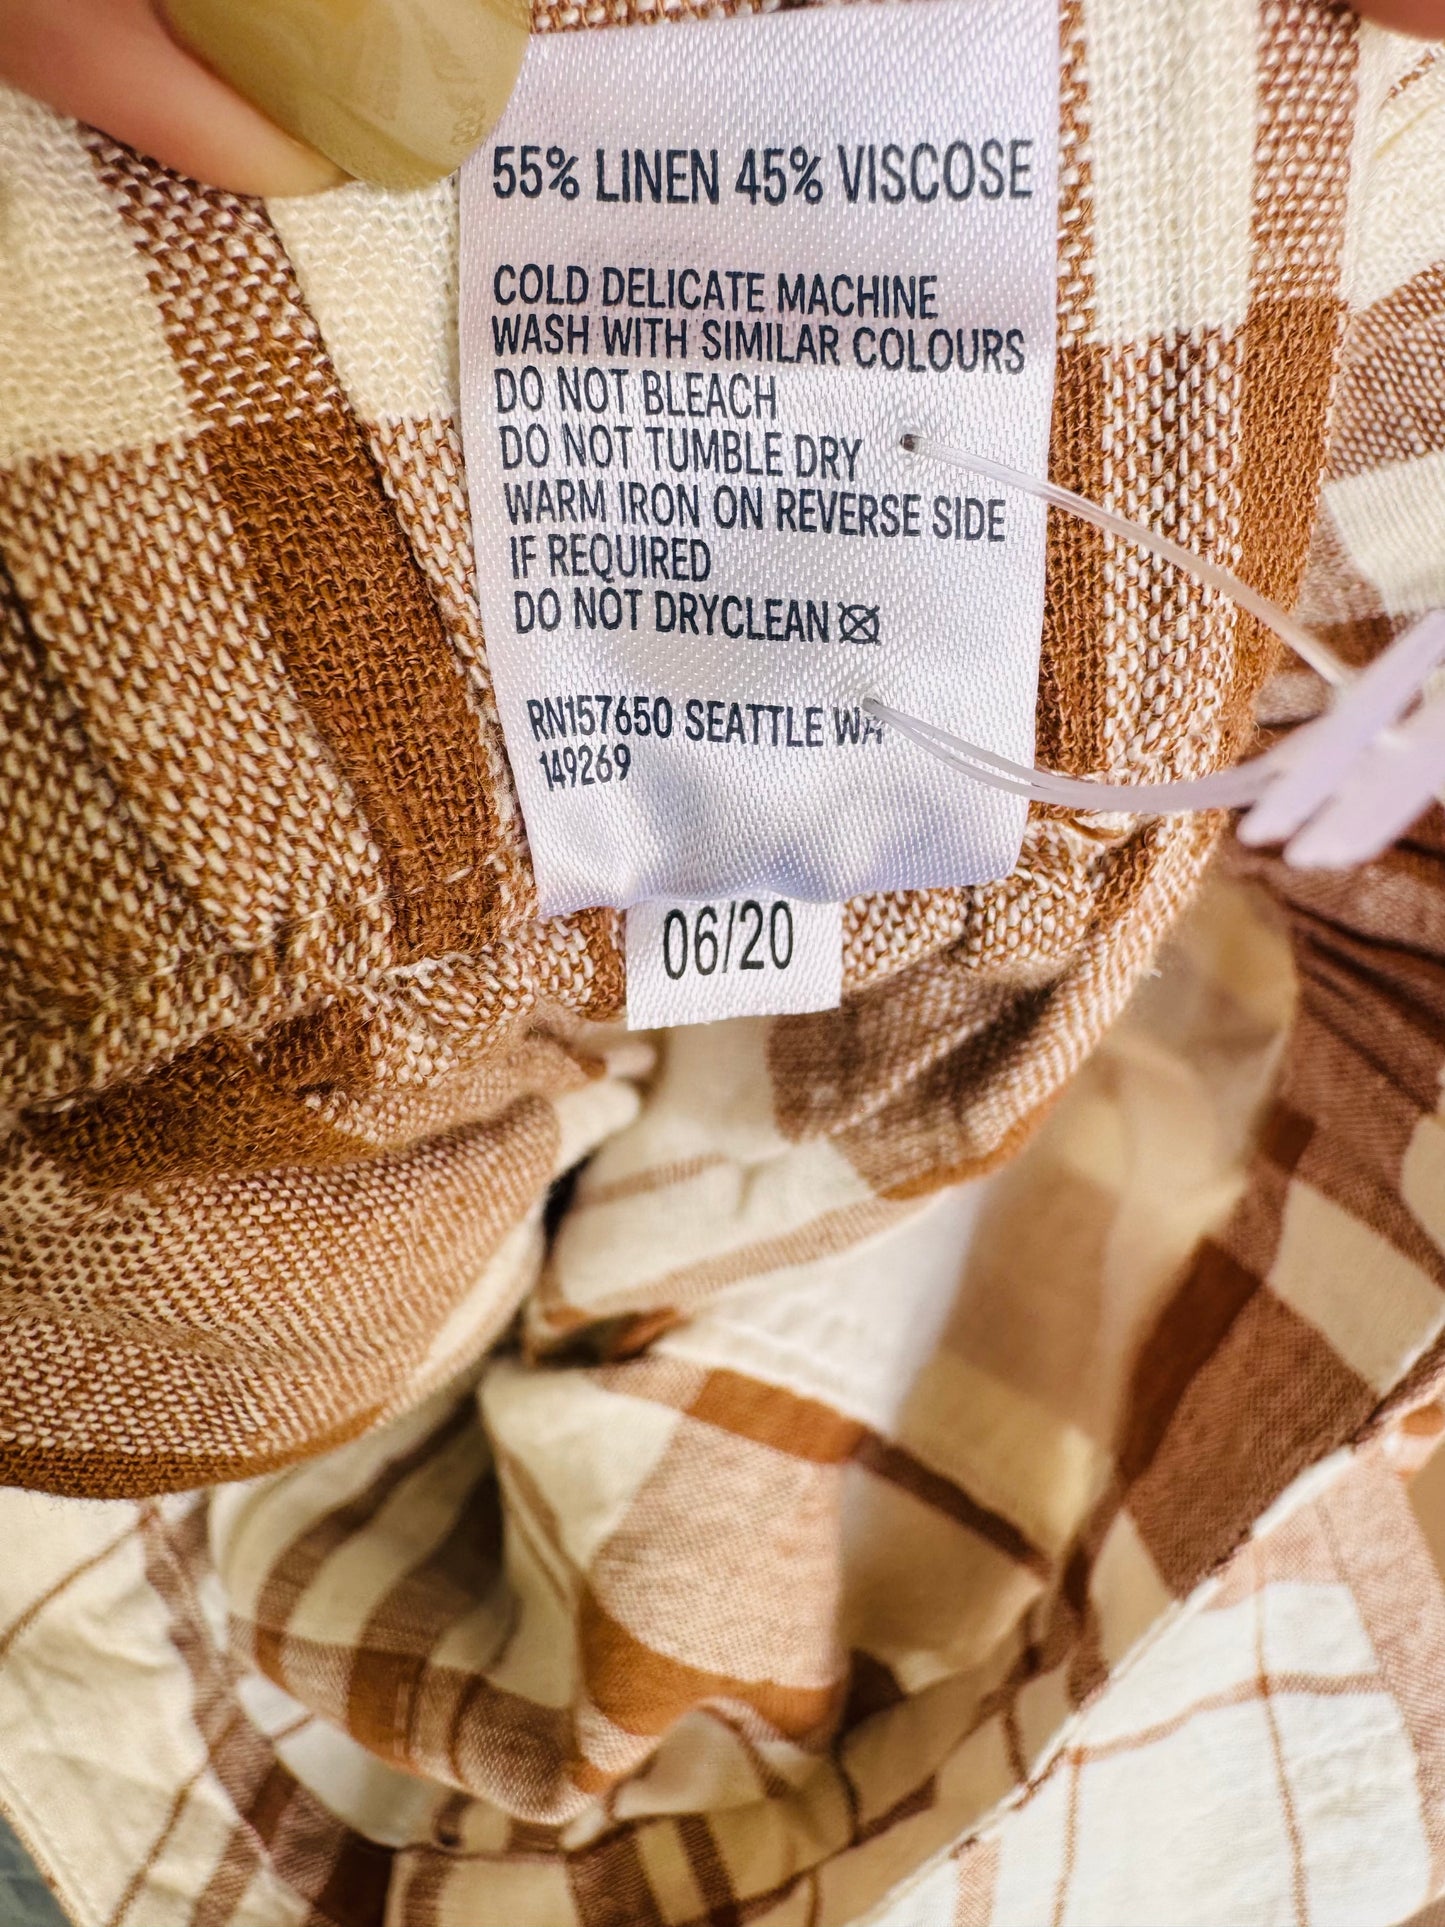 55% LINEN 45% VISCOSE
COLD DELICATE MACHINE
WASH WITH SIMILAR COLOURS
DO NOT BLEACH
DO NOT TUMBLE DRY
WARM IRON ON REVERSE SIDE
IF REQUIRED
DO NOT DRYCLEAN
RN157650 SEATTLE WA
149269
06/20